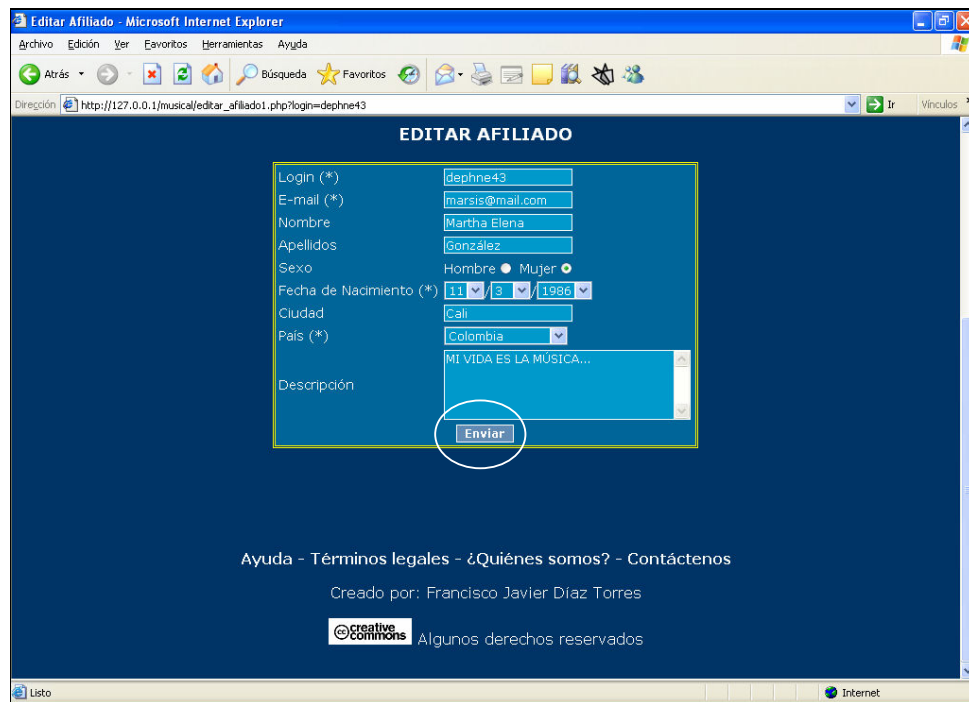 Editar Afiliado - Microsoft Internet Explorer
Archivo Edición Ver Favoritos Herramientas Ayuda
Atrás Búsqueda Favoritos
Dirección http://127.0.0.1/musical/editar_afiliado1.php?login=dephne43 Ir Vínculos »
EDITAR AFILIADO
Login (*) dephne43
E-mail (*) marsis@mail.com
Nombre Martha Elena
Apellidos González
Sexo Hombre Mujer
Fecha de Nacimiento (*) 11 / 3 / 1986
Ciudad Cali
País (*) Colombia
MI VIDA ES LA MÚSICA...
Descripción
Enviar
Ayuda - Términos legales - ¿Quiénes somos? - Contáctenos
Creado por: Francisco Javier Díaz Torres
cc creative commons Algunos derechos reservados
Listo Internet